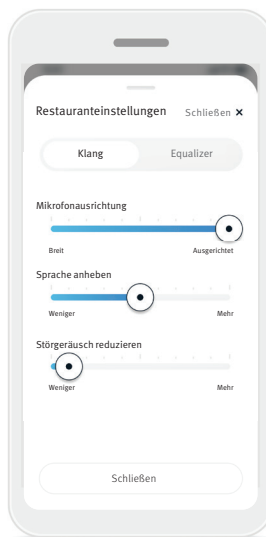 Restauranteinstellungen Schließen ×
Klang Equalizer
Mikrofonausrichtung
Breit Ausgerichtet
Sprache anheben
Weniger Mehr
Störgeräusch reduzieren
Weniger Mehr
Schließen